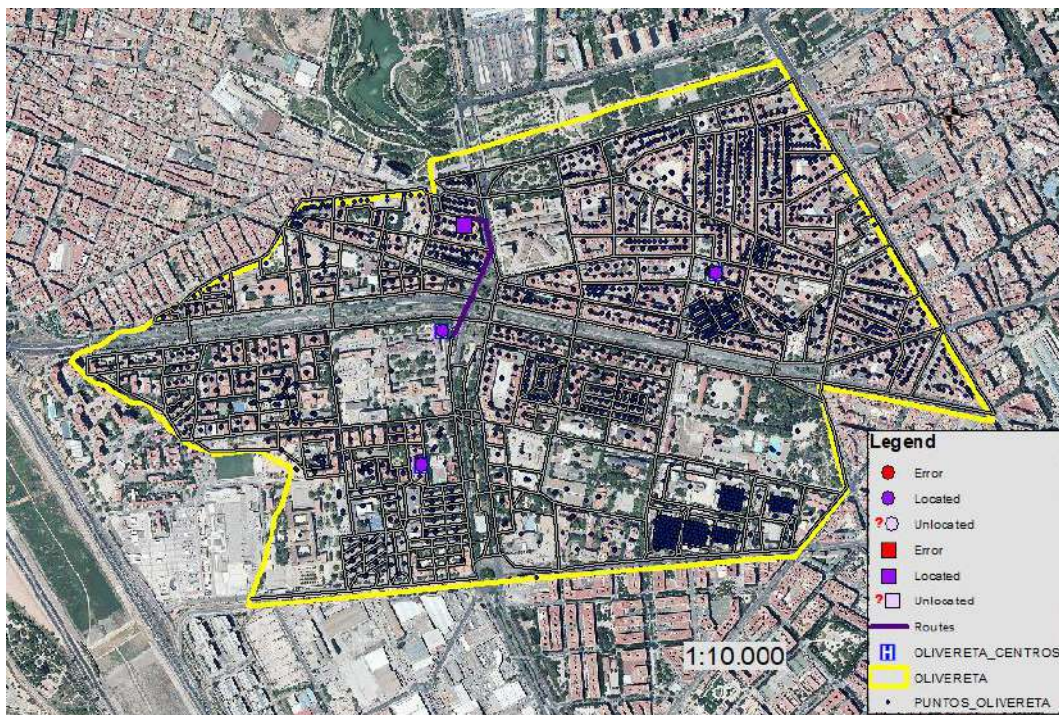 1:10.000
Legend
Error
Located
? Unlocated
Error
Located
? Unlocated
Routes
H OLIVERETA_CENTROS
OLIVERETA
PUNTOS_OLIVERETA